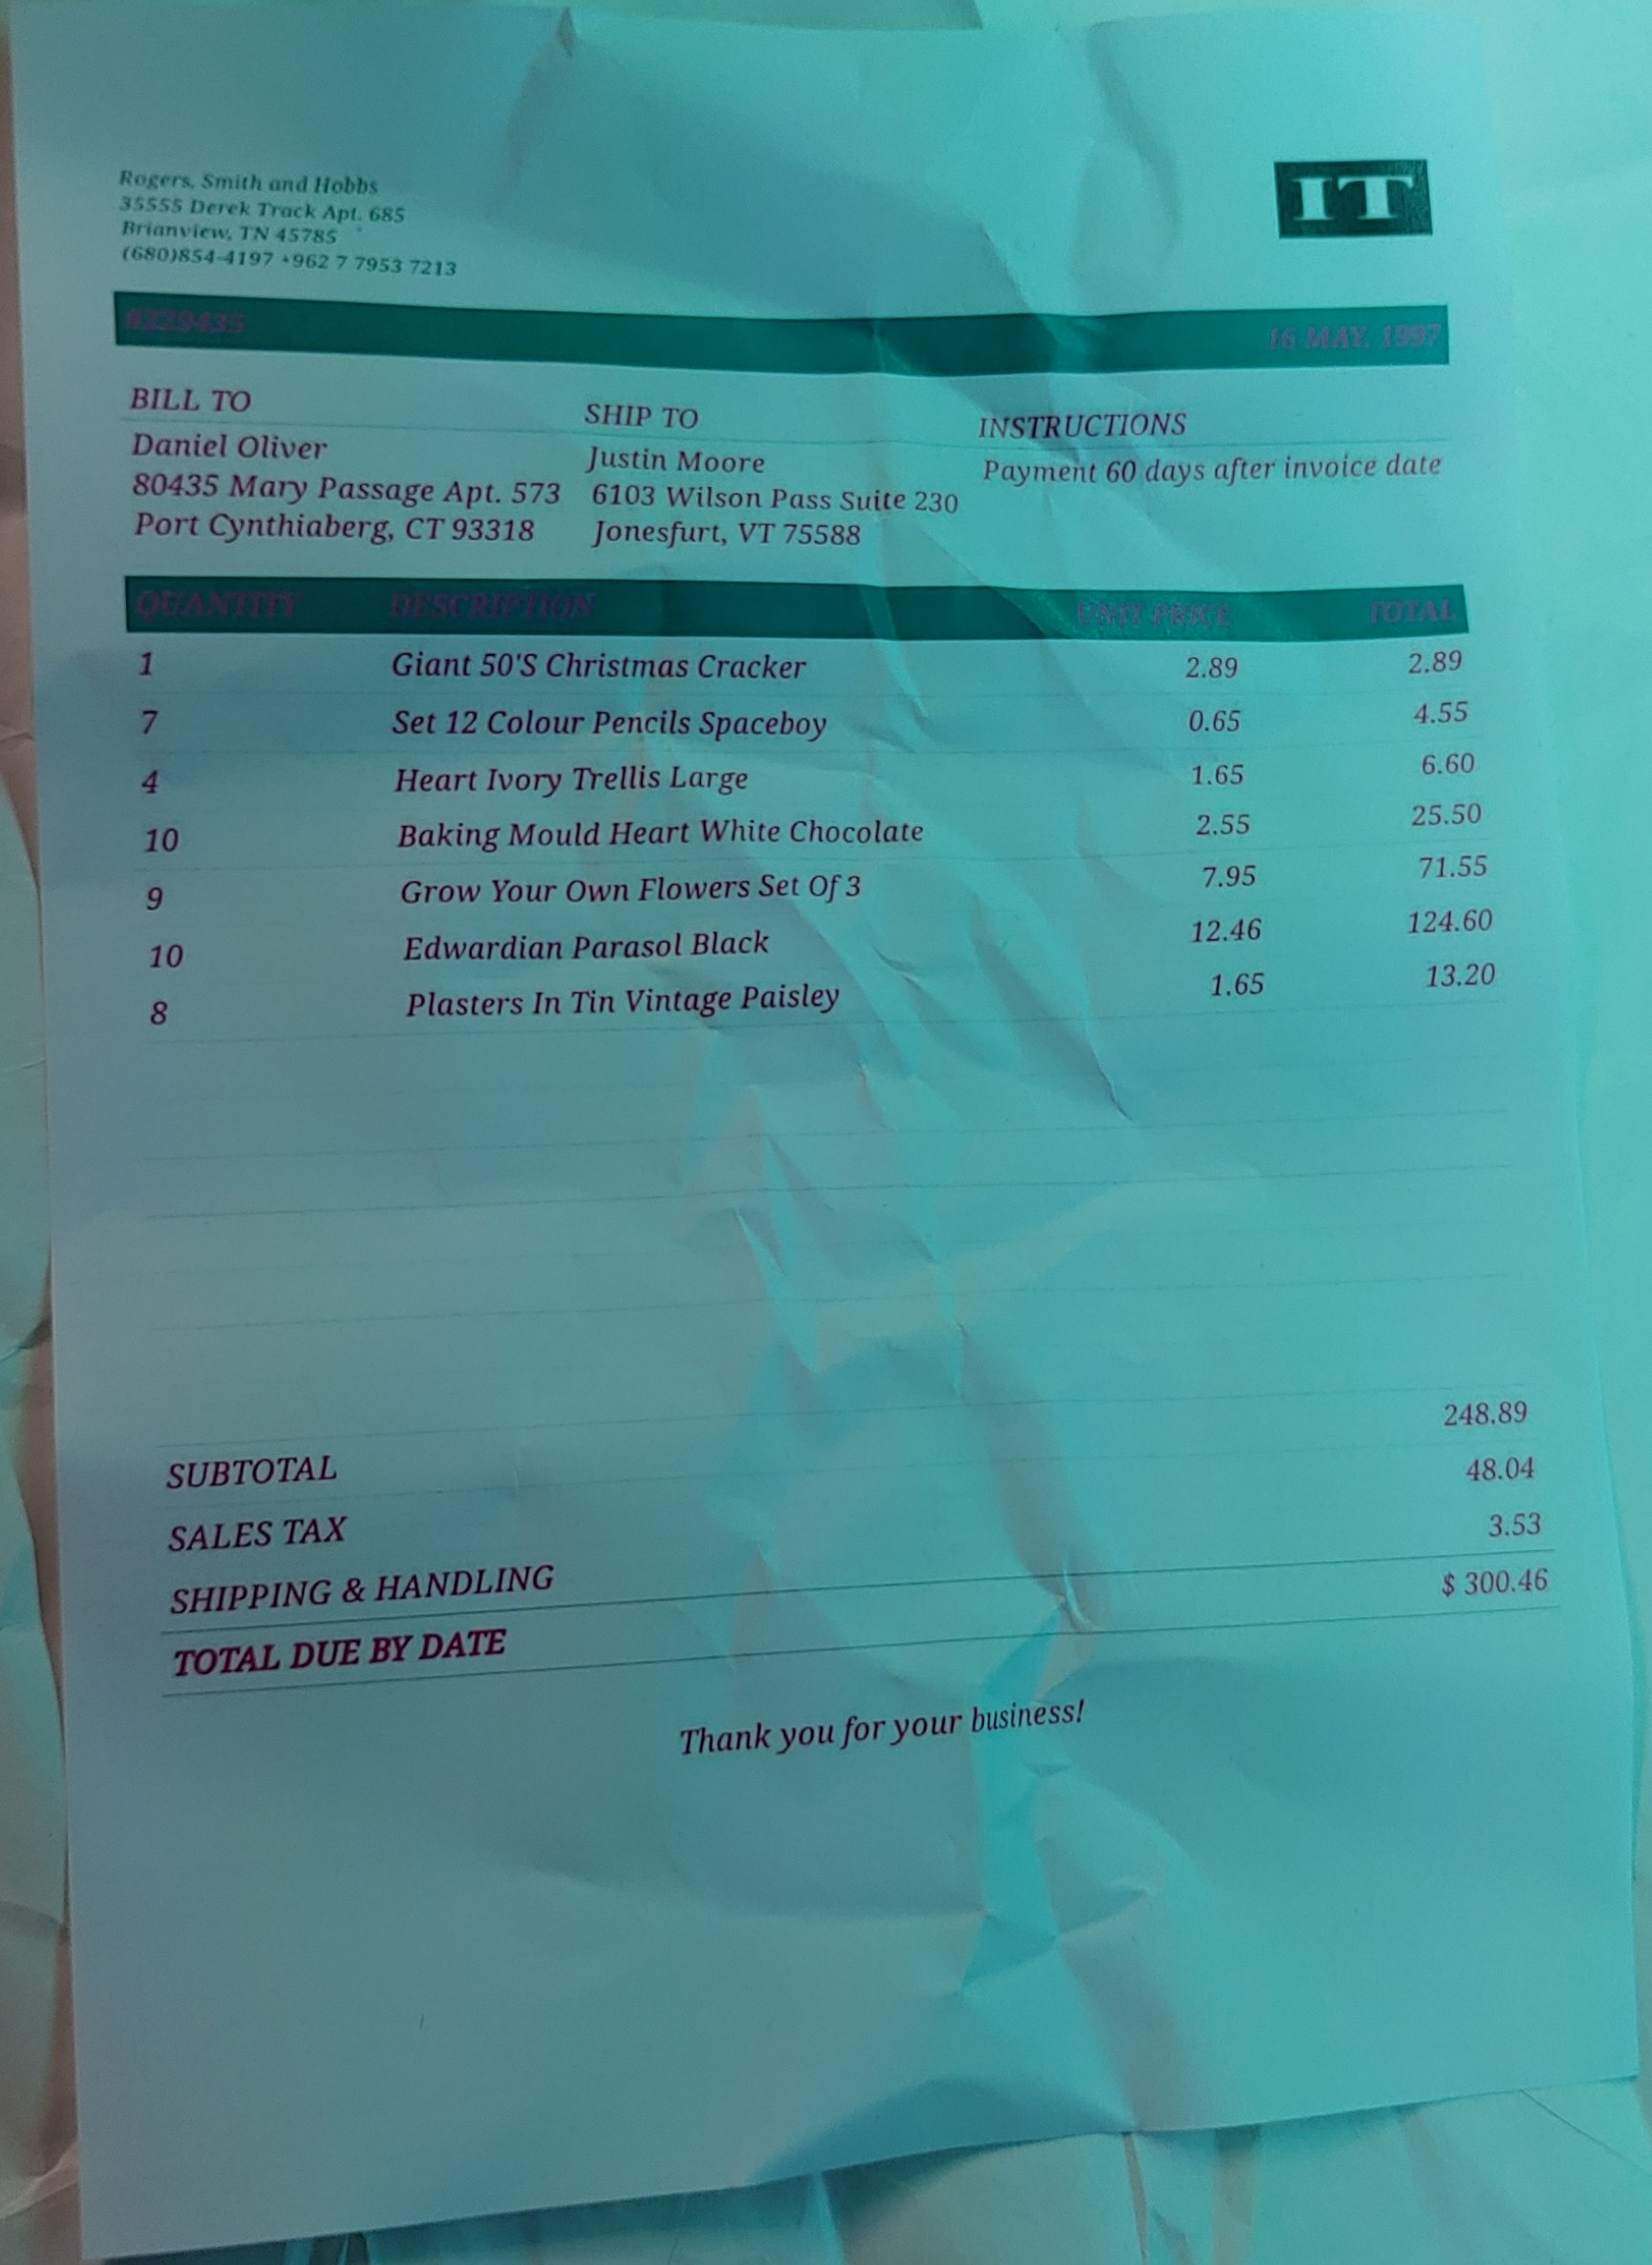 Rogers, Smith and Hobbs
35555 Derek Track Apt. 685
Brianview, TN 45785
(680)854-4197 +962 7 7953 7213
IT
#229435 16 MAY, 1997
BILL TO
Daniel Oliver
80435 Mary Passage Apt. 573
Port Cynthiaberg, CT 93318
SHIP TO
Justin Moore
6103 Wilson Pass Suite 230
Jonesfurt, VT 75588
INSTRUCTIONS
Payment 60 days after invoice date
QUANTITY DESCRIPTION UNIT PRICE TOTAL
1 Giant 50'S Christmas Cracker 2.89 2.89
7 Set 12 Colour Pencils Spaceboy 0.65 4.55
4 Heart Ivory Trellis Large 1.65 6.60
10 Baking Mould Heart White Chocolate 2.55 25.50
9 Grow Your Own Flowers Set Of 3 7.95 71.55
10 Edwardian Parasol Black 12.46 124.60
8 Plasters In Tin Vintage Paisley 1.65 13.20
SUBTOTAL 248.89
SALES TAX 48.04
SHIPPING & HANDLING 3.53
TOTAL DUE BY DATE $ 300.46
Thank you for your business!